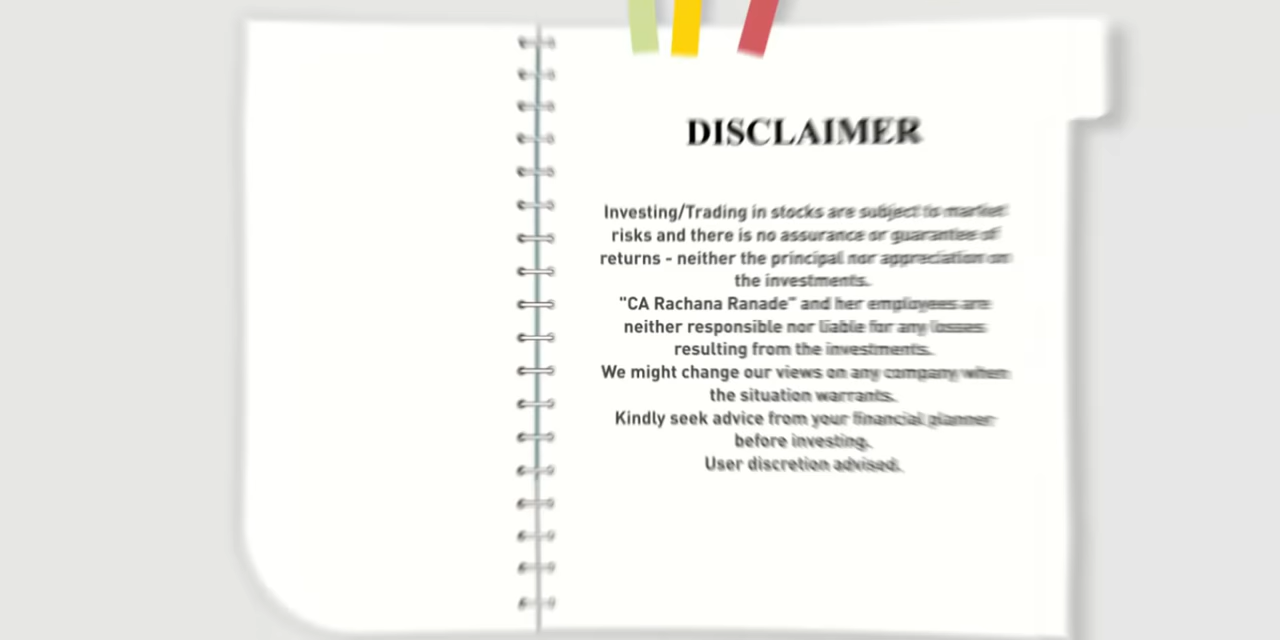 DISCLAIMER
Investing/Trading in stocks are subject to market
risks and there is no assurance or guarantee of
returns - neither the principal nor appreciation on
the investments.
"CA Rachana Ranade" and her employees are
neither responsible nor liable for any losses
resulting from the investments.
We might change our views on any company when
the situation warrants.
Kindly seek advice from your financial planner
before investing.
User discretion advised.